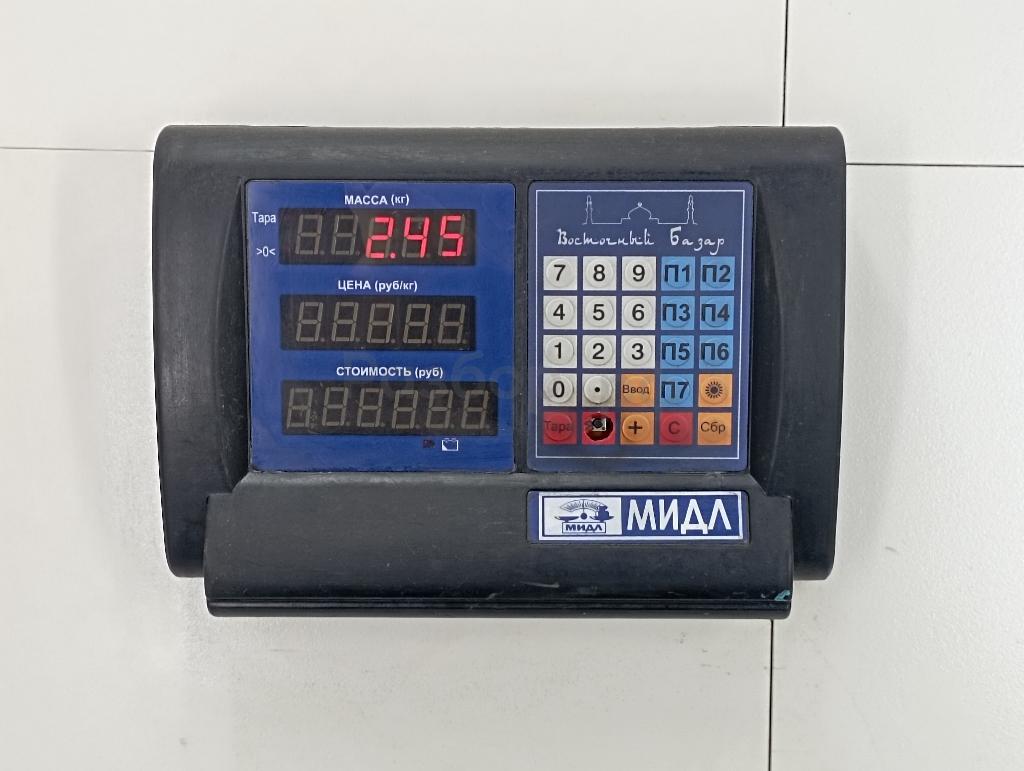 МАССА (кг)
Тара
2.45
>0<
ЦЕНА (руб/кг)
СТОИМОСТЬ (руб)
Восточный Базар
7 8 9 П1 П2
4 5 6 П3 П4
1 2 3 П5 П6
0 • Ввод П7
Тара + C Сбр
МИДЛ
МИДЛ